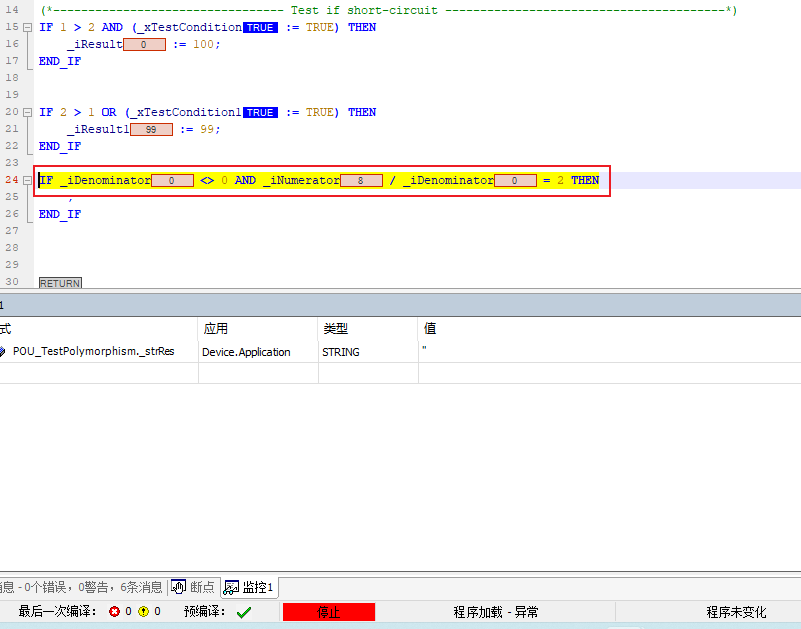 14 (*------------------------------- Test if short-circuit --------------------------------------*)
15 IF 1 > 2 AND (_xTestCondition TRUE := TRUE) THEN
16 _iResult 0 := 100;
17 END_IF
18
19
20 IF 2 > 1 OR (_xTestCondition1 TRUE := TRUE) THEN
21 _iResult1 99 := 99;
22 END_IF
23
24 IF _iDenominator 0 <> 0 AND _iNumerator 8 / _iDenominator 0 = 2 THEN
25 ;
26 END_IF
27
28
29
30 RETURN
1
式 应用 类型 值
POU_TestPolymorphism._strRes Device.Application STRING ''
息 - 0个错误, 0警告, 6条消息 断点 监控1
最后一次编译: 0 0 预编译: 停止 程序加载 - 异常 程序未变化